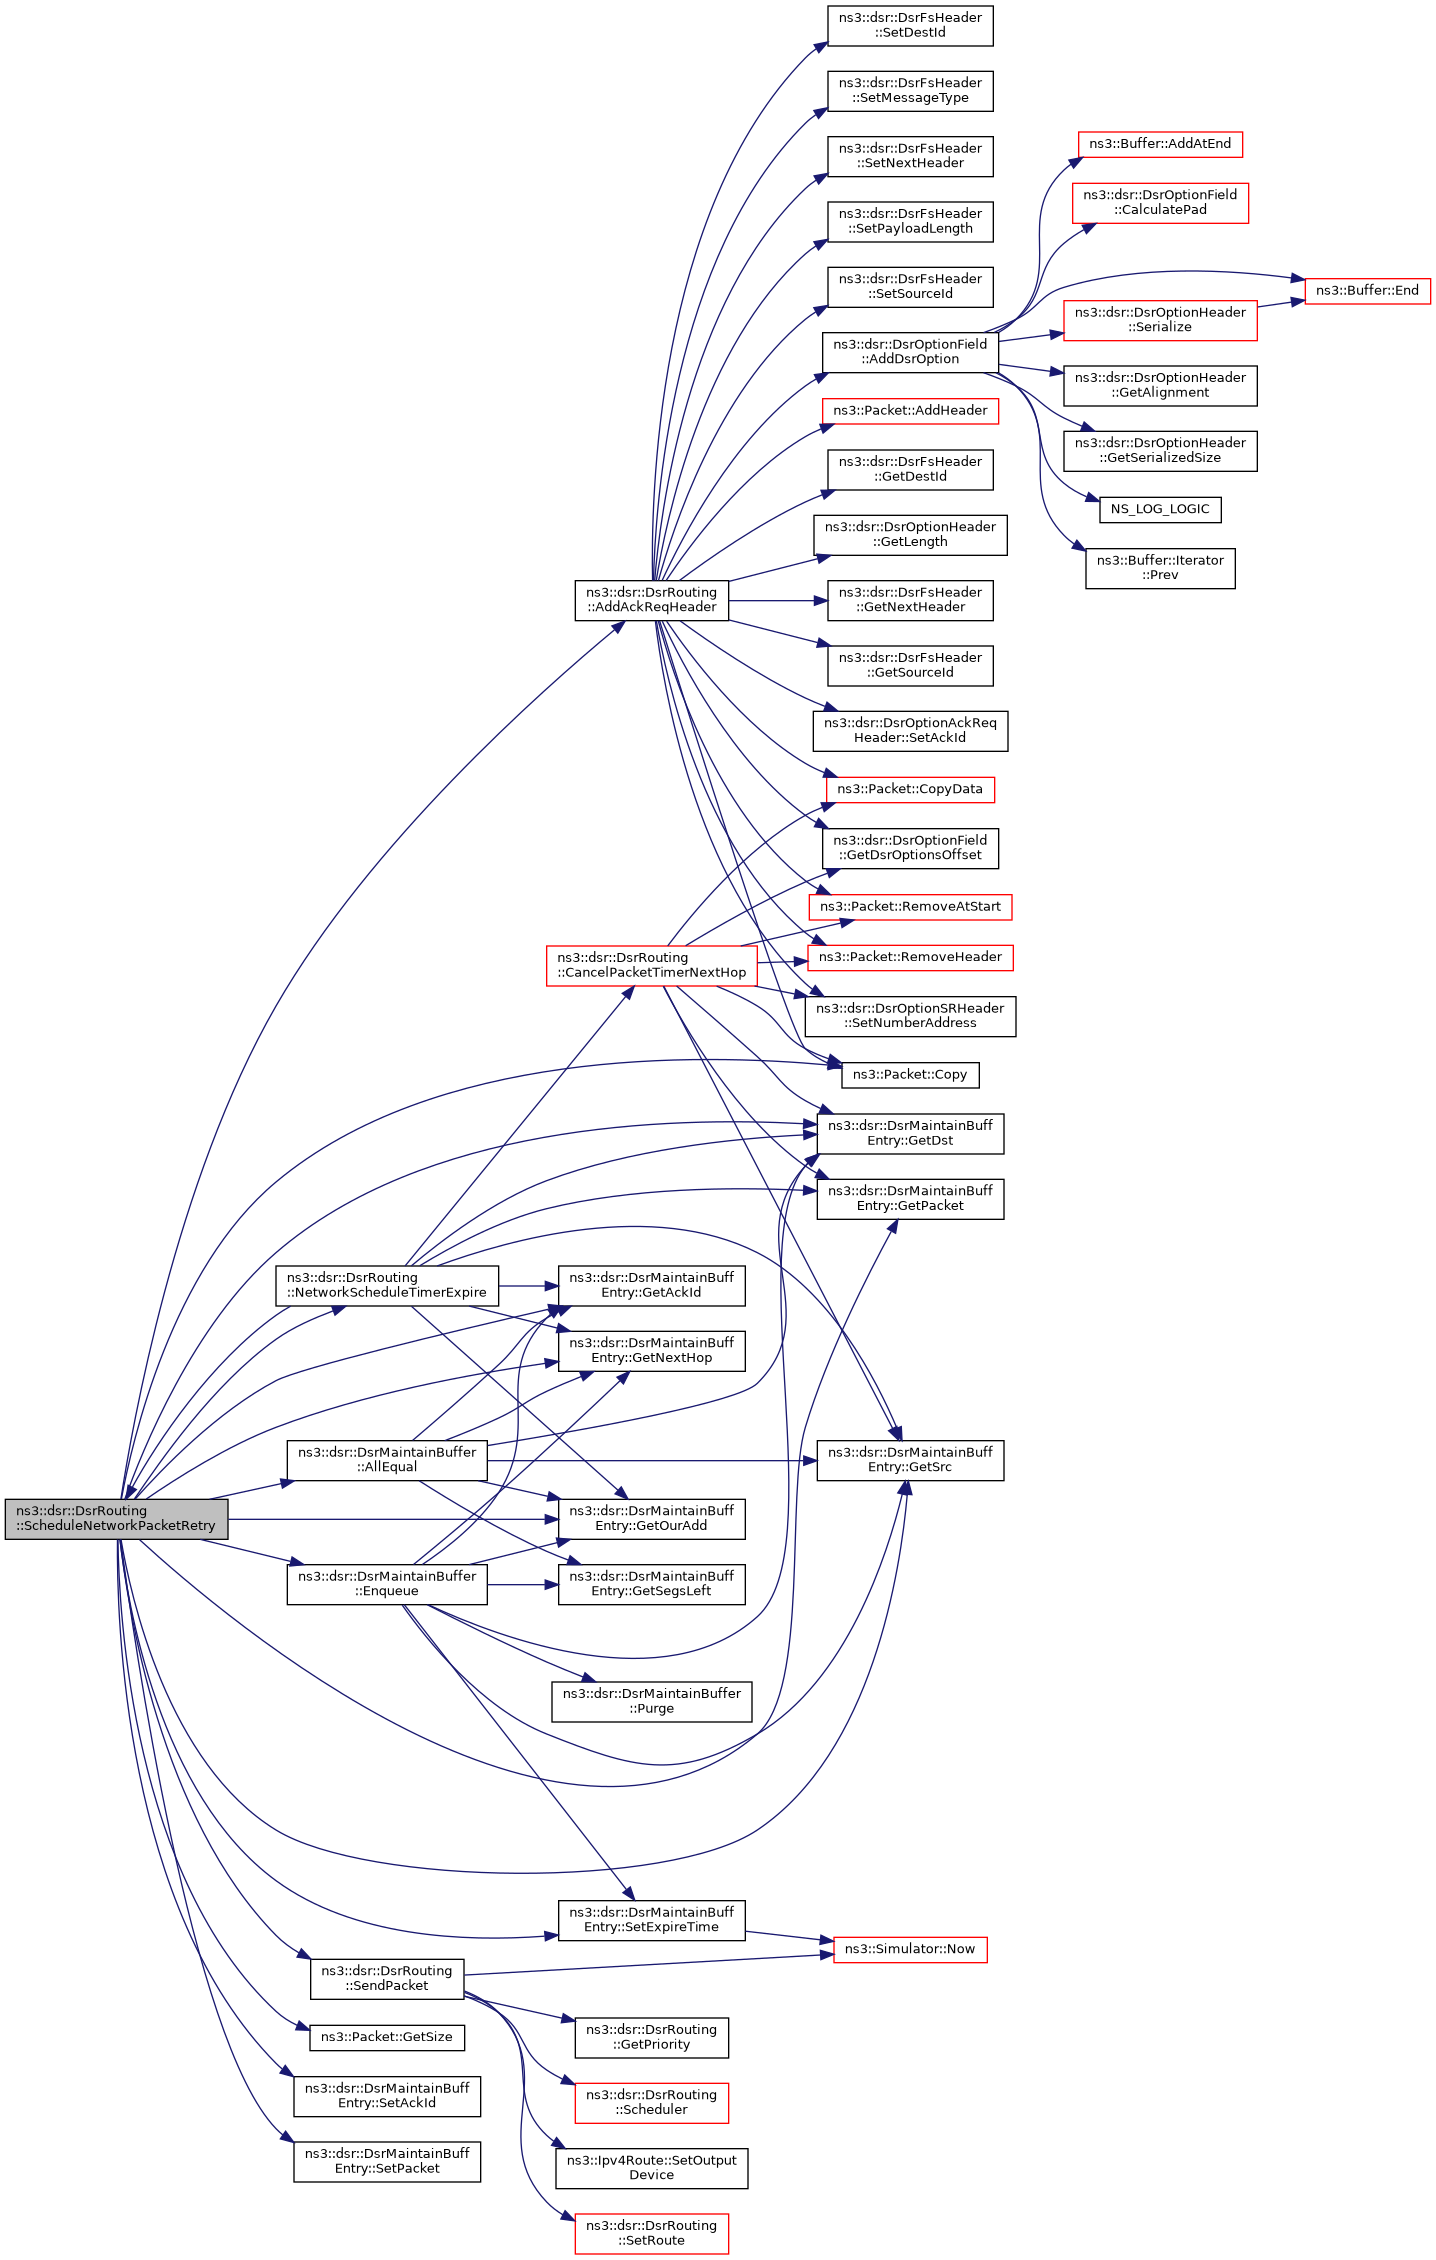 ns3::dsr::DsrFsHeader
::SetDestId
ns3::dsr::DsrFsHeader
::SetMessageType
ns3::dsr::DsrFsHeader
::SetNextHeader
ns3::dsr::DsrFsHeader
::SetPayloadLength
ns3::dsr::DsrFsHeader
::SetSourceId
ns3::dsr::DsrOptionField
::AddDsrOption
ns3::Buffer::AddAtEnd
ns3::dsr::DsrOptionField
::CalculatePad
ns3::Buffer::End
ns3::dsr::DsrOptionHeader
::Serialize
ns3::dsr::DsrOptionHeader
::GetAlignment
ns3::dsr::DsrOptionHeader
::GetSerializedSize
NS_LOG_LOGIC
ns3::Buffer::Iterator
::Prev
ns3::Packet::AddHeader
ns3::dsr::DsrFsHeader
::GetDestId
ns3::dsr::DsrOptionHeader
::GetLength
ns3::dsr::DsrRouting
::AddAckReqHeader
ns3::dsr::DsrFsHeader
::GetNextHeader
ns3::dsr::DsrFsHeader
::GetSourceId
ns3::dsr::DsrOptionAckReq
Header::SetAckId
ns3::Packet::CopyData
ns3::dsr::DsrOptionField
::GetDsrOptionsOffset
ns3::Packet::RemoveAtStart
ns3::dsr::DsrRouting
::CancelPacketTimerNextHop
ns3::Packet::RemoveHeader
ns3::dsr::DsrOptionSRHeader
::SetNumberAddress
ns3::Packet::Copy
ns3::dsr::DsrMaintainBuff
Entry::GetDst
ns3::dsr::DsrMaintainBuff
Entry::GetPacket
ns3::dsr::DsrRouting
::NetworkScheduleTimerExpire
ns3::dsr::DsrMaintainBuff
Entry::GetAckId
ns3::dsr::DsrMaintainBuff
Entry::GetNextHop
ns3::dsr::DsrMaintainBuffer
::AllEqual
ns3::dsr::DsrMaintainBuff
Entry::GetSrc
ns3::dsr::DsrRouting
::ScheduleNetworkPacketRetry
ns3::dsr::DsrMaintainBuff
Entry::GetOurAdd
ns3::dsr::DsrMaintainBuffer
::Enqueue
ns3::dsr::DsrMaintainBuff
Entry::GetSegsLeft
ns3::dsr::DsrMaintainBuffer
::Purge
ns3::dsr::DsrMaintainBuff
Entry::SetExpireTime
ns3::Simulator::Now
ns3::dsr::DsrRouting
::SendPacket
ns3::dsr::DsrRouting
::GetPriority
ns3::Packet::GetSize
ns3::dsr::DsrMaintainBuff
Entry::SetAckId
ns3::dsr::DsrRouting
::Scheduler
ns3::dsr::DsrMaintainBuff
Entry::SetPacket
ns3::Ipv4Route::SetOutput
Device
ns3::dsr::DsrRouting
::SetRoute